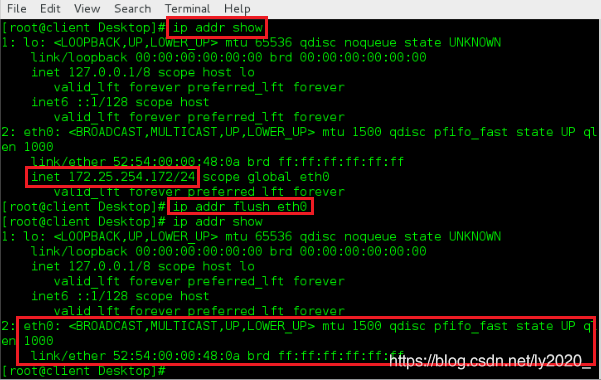 File Edit View Search Terminal Help
[root@client Desktop]# ip addr show
1: lo: <LOOPBACK,UP,LOWER_UP> mtu 65536 qdisc noqueue state UNKNOWN
link/loopback 00:00:00:00:00:00 brd 00:00:00:00:00:00
inet 127.0.0.1/8 scope host lo
valid_lft forever preferred_lft forever
inet6 ::1/128 scope host
valid_lft forever preferred_lft forever
2: eth0: <BROADCAST,MULTICAST,UP,LOWER_UP> mtu 1500 qdisc pfifo_fast state UP ql
en 1000
link/ether 52:54:00:00:48:0a brd ff:ff:ff:ff:ff:ff
inet 172.25.254.172/24 scope global eth0
valid_lft forever preferred_lft forever
[root@client Desktop]# ip addr flush eth0
[root@client Desktop]# ip addr show
1: lo: <LOOPBACK,UP,LOWER_UP> mtu 65536 qdisc noqueue state UNKNOWN
link/loopback 00:00:00:00:00:00 brd 00:00:00:00:00:00
inet 127.0.0.1/8 scope host lo
valid_lft forever preferred_lft forever
inet6 ::1/128 scope host
valid_lft forever preferred_lft forever
2: eth0: <BROADCAST,MULTICAST,UP,LOWER_UP> mtu 1500 qdisc pfifo_fast state UP ql
en 1000
link/ether 52:54:00:00:48:0a brd ff:ff:ff:ff:ff:ff
https://blog.csdn.net/ly2020_
[root@client Desktop]#